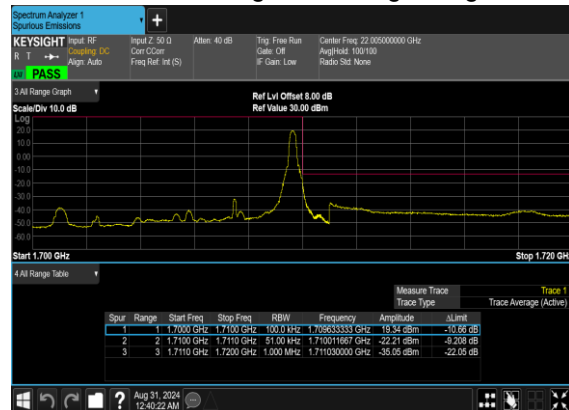 Spectrum Analyzer 1
Spurious Emissions
KEYSIGHT Input: RF Input Z: 50 Ω Atten: 40 dB Trig: Free Run Center Freq: 22.005000000 GHz
R T Coupling: DC Corr CCorr Gate: Off Avg|Hold: 100/100
Align: Auto Freq Ref: Int (S) IF Gain: Low Radio Std: None
PASS
3 All Range Graph
Ref Lvl Offset 8.00 dB
Scale/Div 10.0 dB Ref Value 30.00 dBm
Log
20.0
10.0
0.00
-10.0
-20.0
-30.0
-40.0
-50.0
-60.0
Start 1.700 GHz Stop 1.720 GH
4 All Range Table
Measure Trace Trace 1
Trace Type Trace Average (Active)
Spur Range Start Freq Stop Freq RBW Frequency Amplitude ΔLimit
1 1 1.7000 GHz 1.7100 GHz 100.0 kHz 1.709633333 GHz 19.34 dBm -10.66 dB
2 2 1.7100 GHz 1.7110 GHz 51.00 kHz 1.710011667 GHz -22.21 dBm -9.208 dB
3 3 1.7110 GHz 1.7200 GHz 1.000 MHz 1.711030000 GHz -35.05 dBm -22.05 dB
Aug 31, 2024
12:40:22 AM